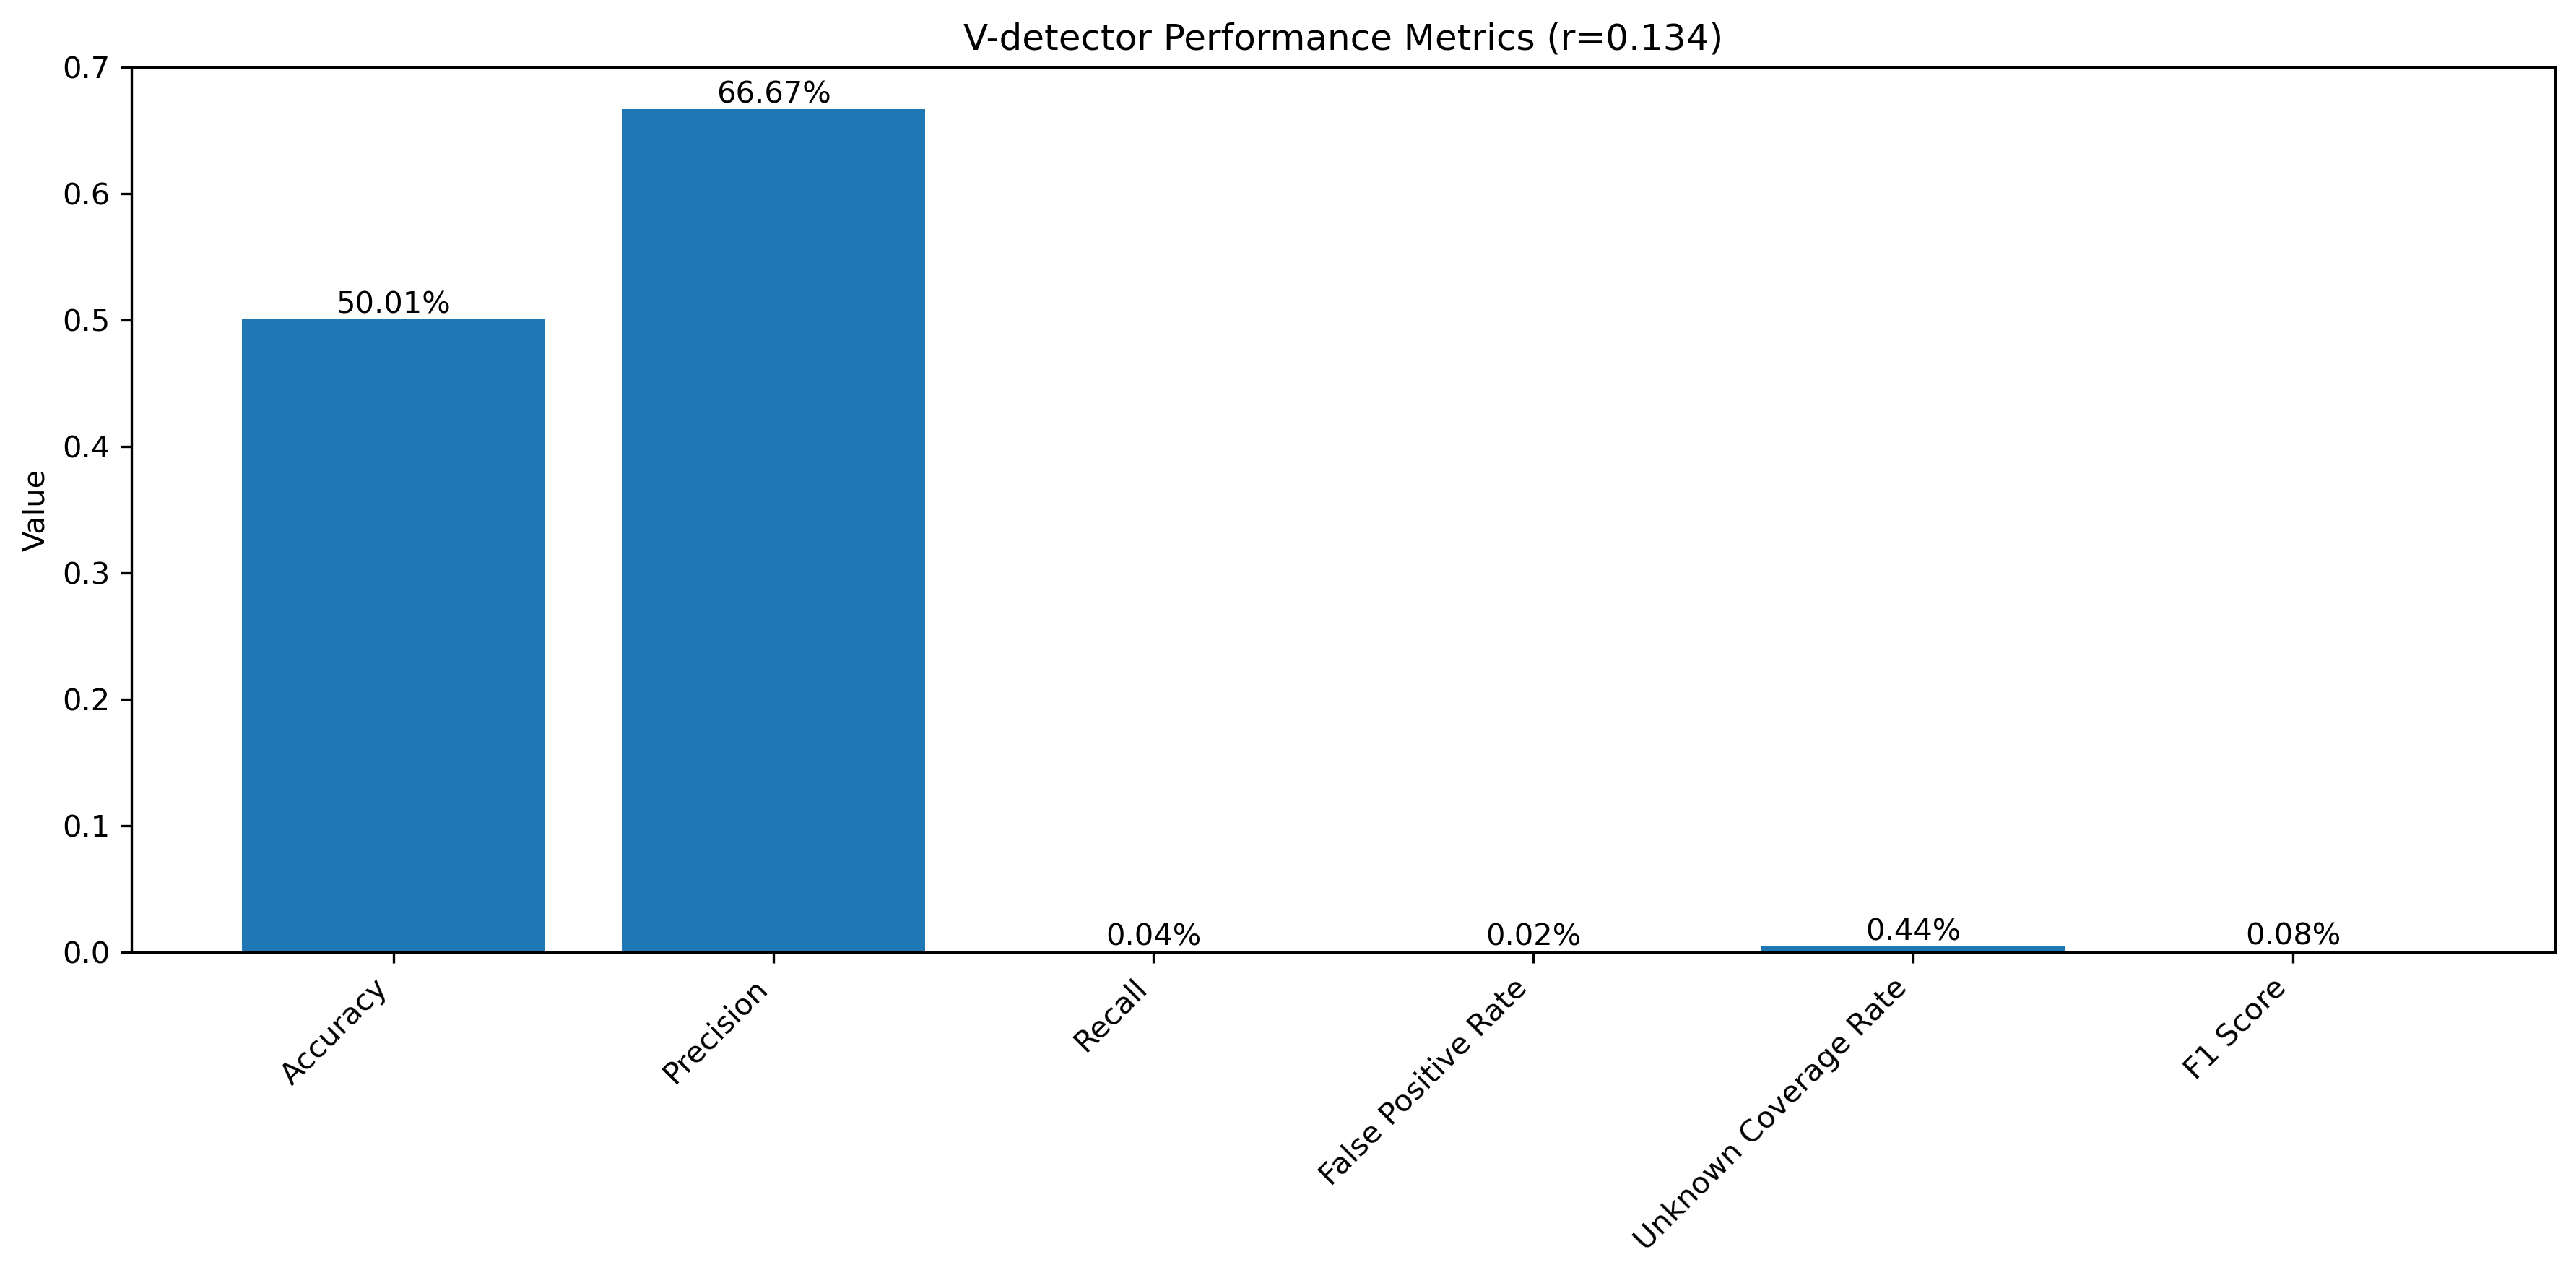 V-detector Performance Metrics (r=0.134)
0.7
0.6
0.5
0.4
0.3
0.2
0.1
0.0
Value
50.01%
66.67%
0.04%
0.02%
0.44%
0.08%
Accuracy
Precision
Recall
False Positive Rate
Unknown Coverage Rate
F1 Score